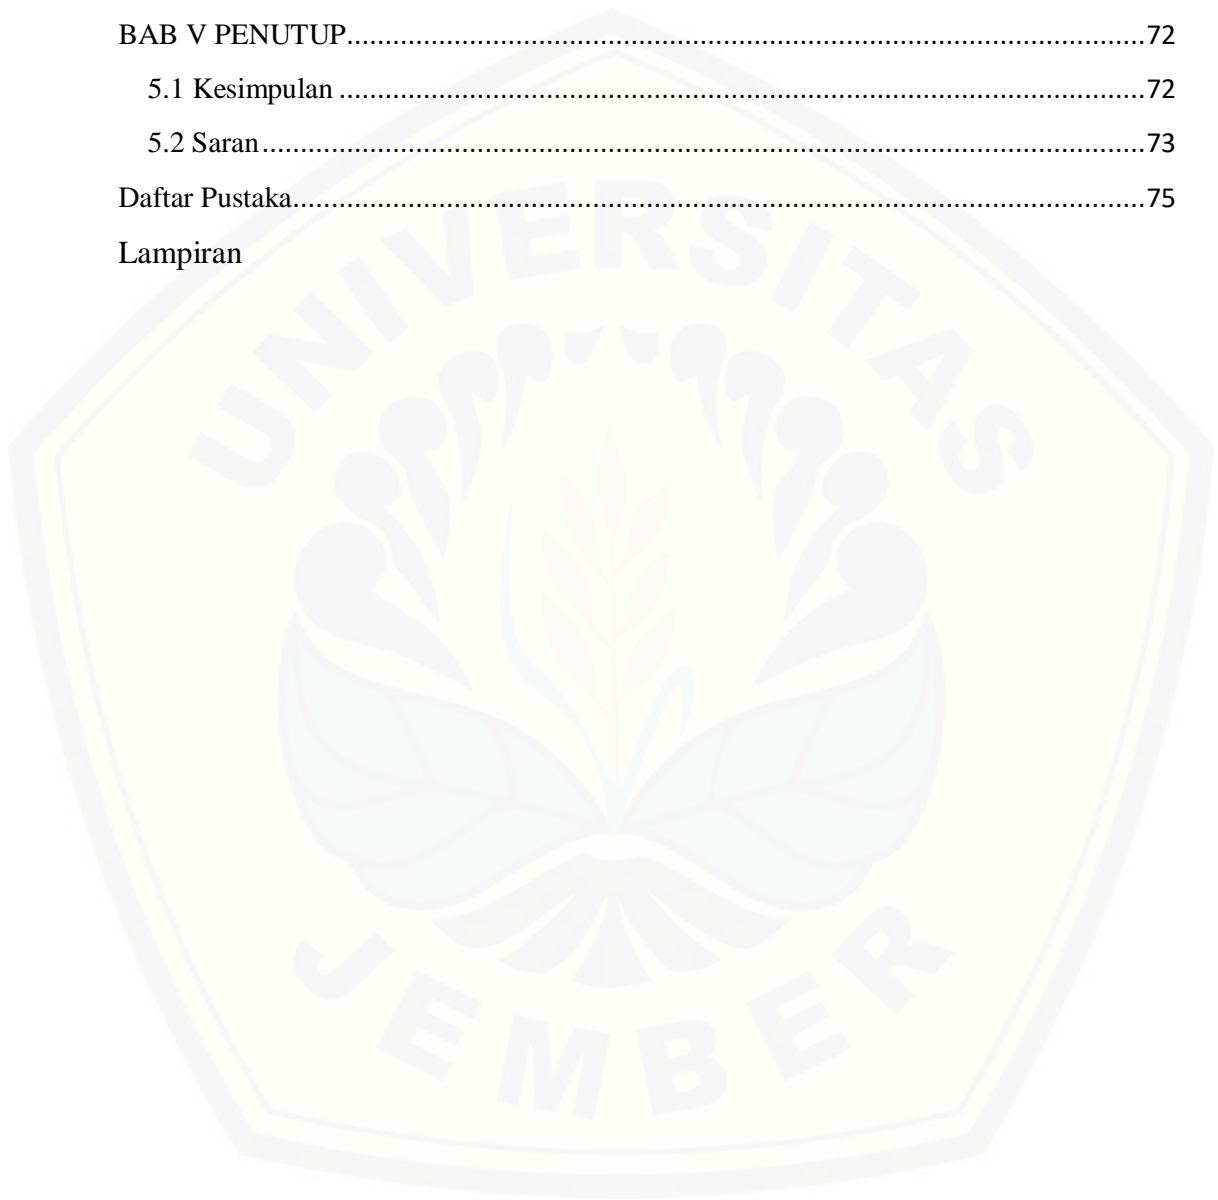 BAB V PENUTUP...........................................................................................................72
5.1 Kesimpulan ............................................................................................................72
5.2 Saran......................................................................................................................73
Daftar Pustaka..................................................................................................................75
Lampiran
UNIVERSITAS
JEMBER